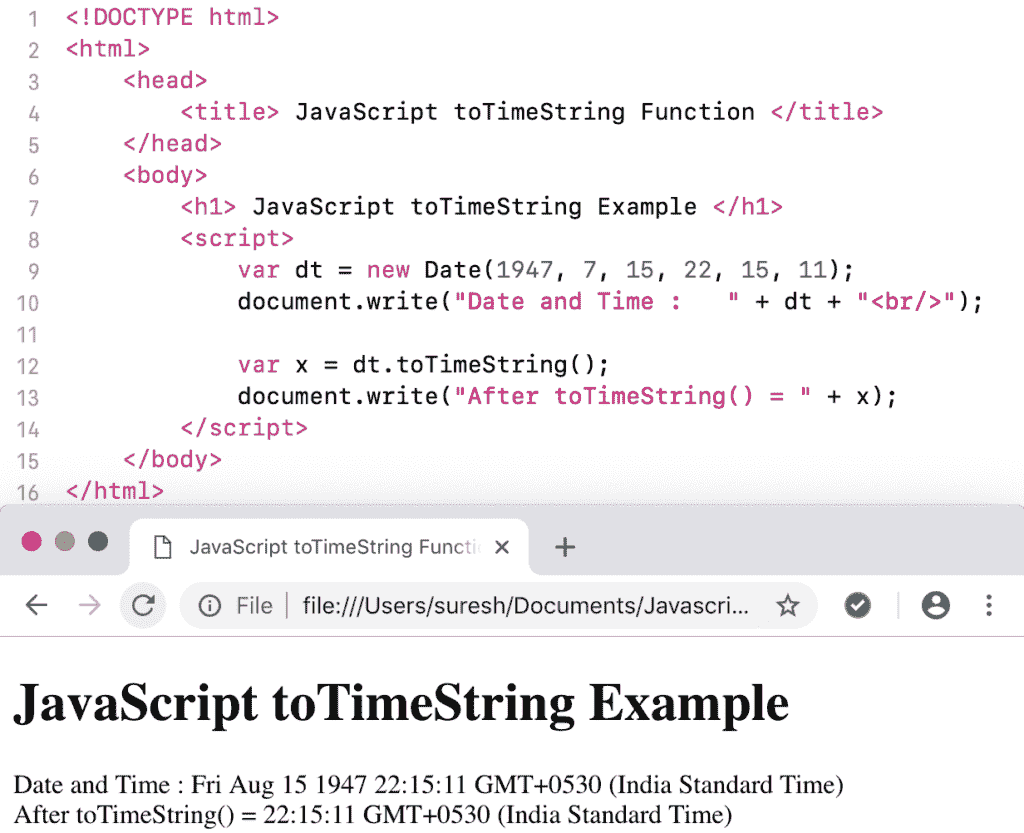 1 <!DOCTYPE html>
2 <html>
3     <head>
4         <title> JavaScript toTimeString Function </title>
5     </head>
6     <body>
7         <h1> JavaScript toTimeString Example </h1>
8         <script>
9             var dt = new Date(1947, 7, 15, 22, 15, 11);
10             document.write("Date and Time :   " + dt + "<br/>");
11
12             var x = dt.toTimeString();
13             document.write("After toTimeString() = " + x);
14         </script>
15     </body>
16 </html>
JavaScript toTimeString Functi
File file:///Users/suresh/Documents/Javascri...
JavaScript toTimeString Example
Date and Time : Fri Aug 15 1947 22:15:11 GMT+0530 (India Standard Time)
After toTimeString() = 22:15:11 GMT+0530 (India Standard Time)